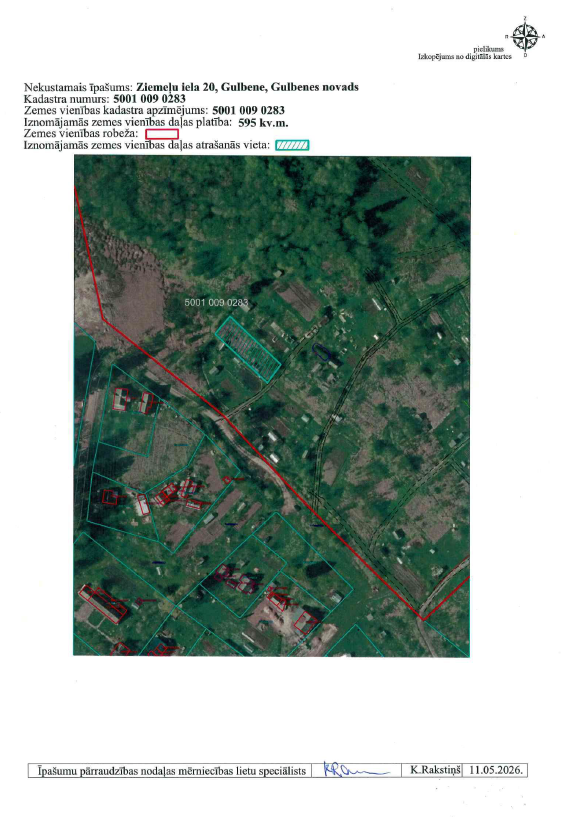 Z
R
A
D
pielikums
Izkopējums no digitālās kartes
Nekustamais īpašums: Ziemeļu iela 20, Gulbene, Gulbenes novads
Kadastra numurs: 5001 009 0283
Zemes vienības kadastra apzīmējums: 5001 009 0283
Iznomājamās zemes vienības daļas platība: 595 kv.m.
Zemes vienības robeža:
Iznomājamās zemes vienības daļas atrašanās vieta:
5001 009 0283
Īpašumu pārraudzības nodaļas mērniecības lietu speciālists K.Rakstiņš 11.05.2026.